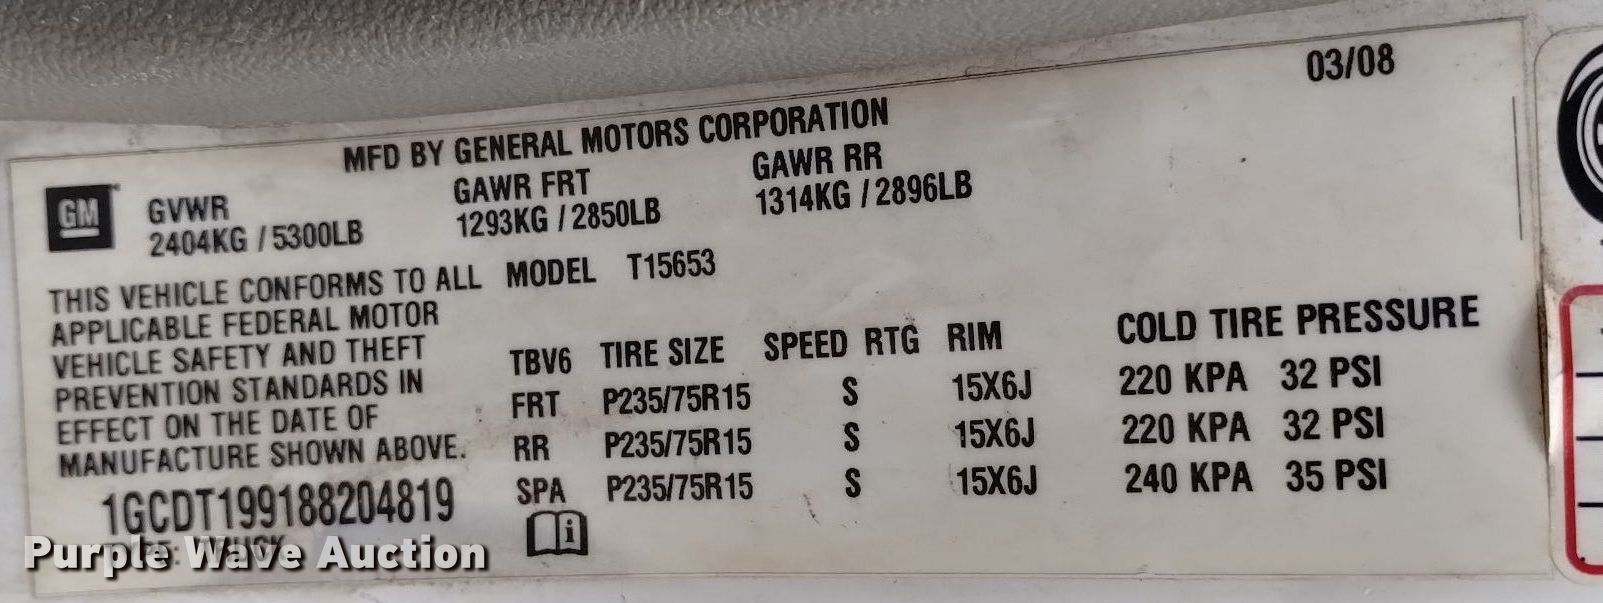 03/08
MFD BY GENERAL MOTORS CORPORATION
GM
GVWR GAWR FRT GAWR RR
2404KG / 5300LB 1293KG / 2850LB 1314KG / 2896LB
THIS VEHICLE CONFORMS TO ALL
APPLICABLE FEDERAL MOTOR
VEHICLE SAFETY AND THEFT
PREVENTION STANDARDS IN
EFFECT ON THE DATE OF
MANUFACTURE SHOWN ABOVE.
MODEL T15653
TBV6 TIRE SIZE SPEED RTG RIM COLD TIRE PRESSURE
FRT P235/75R15 S 15X6J 220 KPA 32 PSI
RR P235/75R15 S 15X6J 220 KPA 32 PSI
SPA P235/75R15 S 15X6J 240 KPA 35 PSI
1GCDT199188204819
Purple Wave Auction